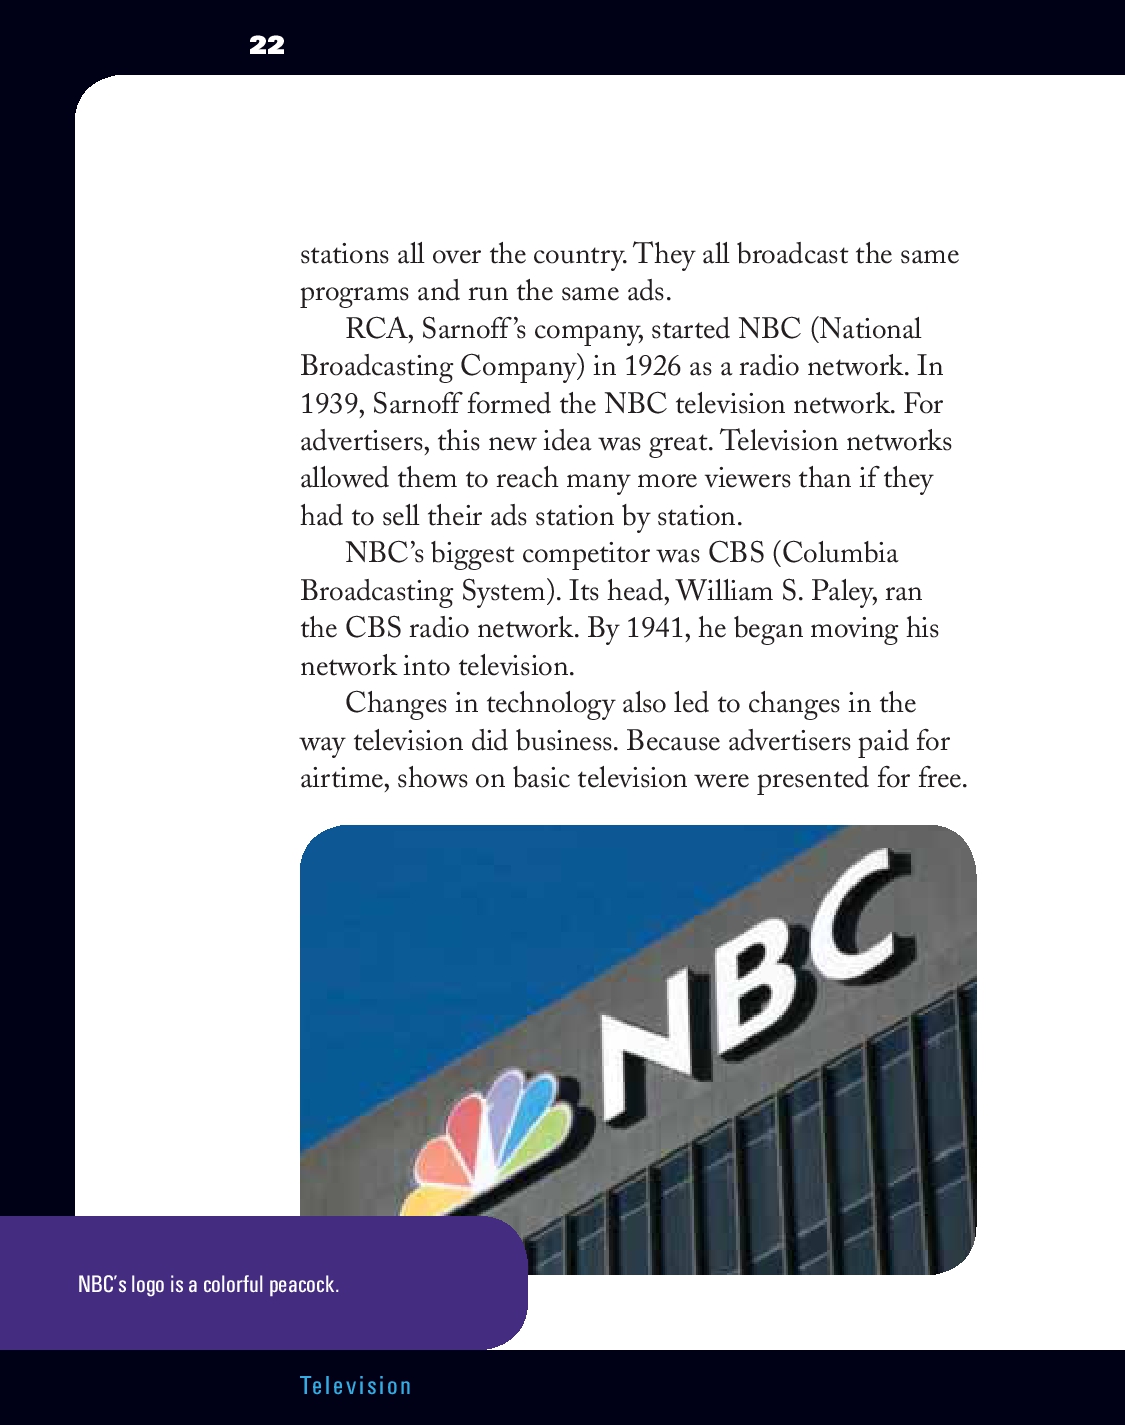 22
stations all over the country. They all broadcast the same
programs and run the same ads.
RCA, Sarnoff’s company, started NBC (National
Broadcasting Company) in 1926 as a radio network. In
1939, Sarnoff formed the NBC television network. For
advertisers, this new idea was great. Television networks
allowed them to reach many more viewers than if they
had to sell their ads station by station.
NBC’s biggest competitor was CBS (Columbia
Broadcasting System). Its head, William S. Paley, ran
the CBS radio network. By 1941, he began moving his
network into television.
Changes in technology also led to changes in the
way television did business. Because advertisers paid for
airtime, shows on basic television were presented for free.
NBC
NBC’s logo is a colorful peacock.
Television